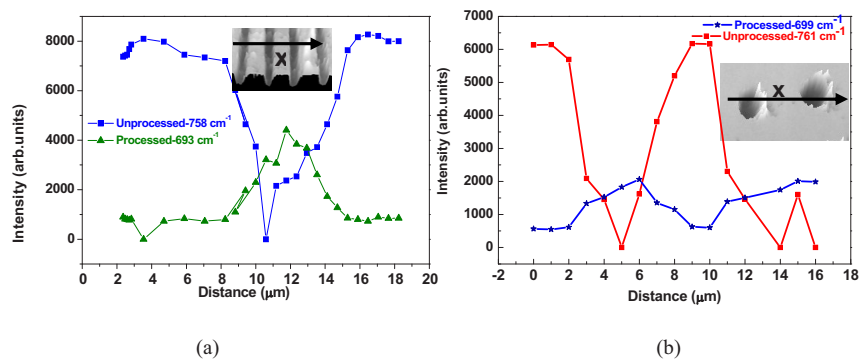 (a)
8000
6000
4000
2000
0
Intensity (arb.units)
Unprocessed-758 cm-1
Processed-693 cm-1
X
0 2 4 6 8 10 12 14 16 18 20
Distance (μm)
(a)
b)
7000
6000
5000
4000
3000
2000
1000
0
Intensity (arb.units)
Processed-699 cm-1
Unprocessed-761 cm-1
X
-2 0 2 4 6 8 10 12 14 16 18
Distance (μm)
(b)